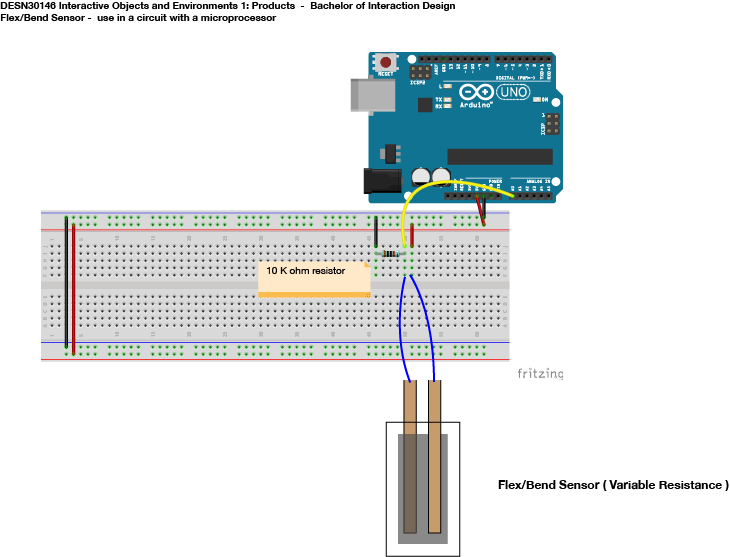 DESN30146 Interactive Objects and Environments 1: Products - Bachelor of Interaction Design
Flex/Bend Sensor - use in a circuit with a microprocessor
RESET
ICSP2
L
TX
RX
Arduino™
UNO
ON
DIGITAL (PWM~)
ICSP
1
POWER
ANALOG IN
10 K ohm resistor
fritzing
Flex/Bend Sensor ( Variable Resistance )